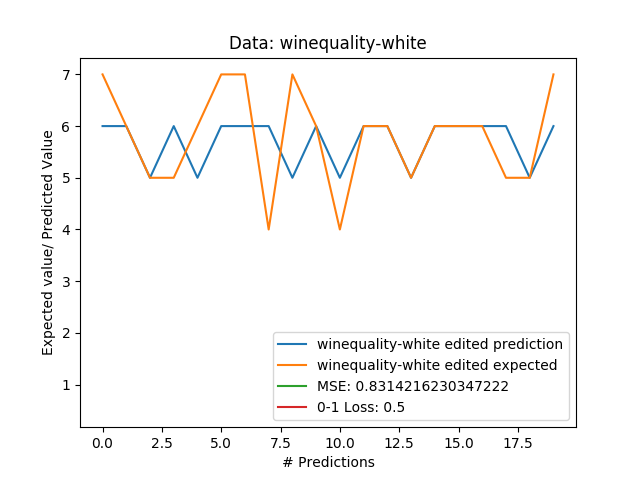 Data: winequality-white
Expected value/ Predicted Value
7
6
5
4
3
2
1
winequality-white edited prediction
winequality-white edited expected
MSE: 0.8314216230347222
0-1 Loss: 0.5
0.0 2.5 5.0 7.5 10.0 12.5 15.0 17.5
# Predictions